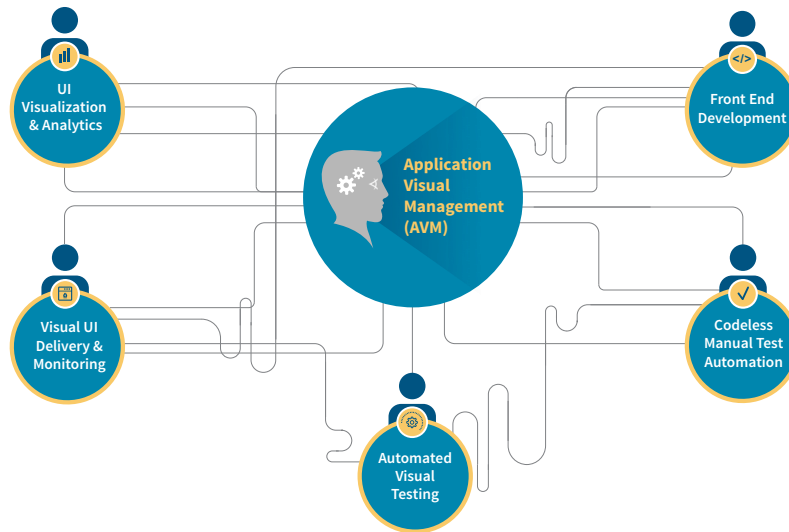 UI
Visualization
& Analytics
</>
Front End
Development
Application
Visual
Management
(AVM)
Visual UI
Delivery &
Monitoring
Codeless
Manual Test
Automation
Automated
Visual
Testing